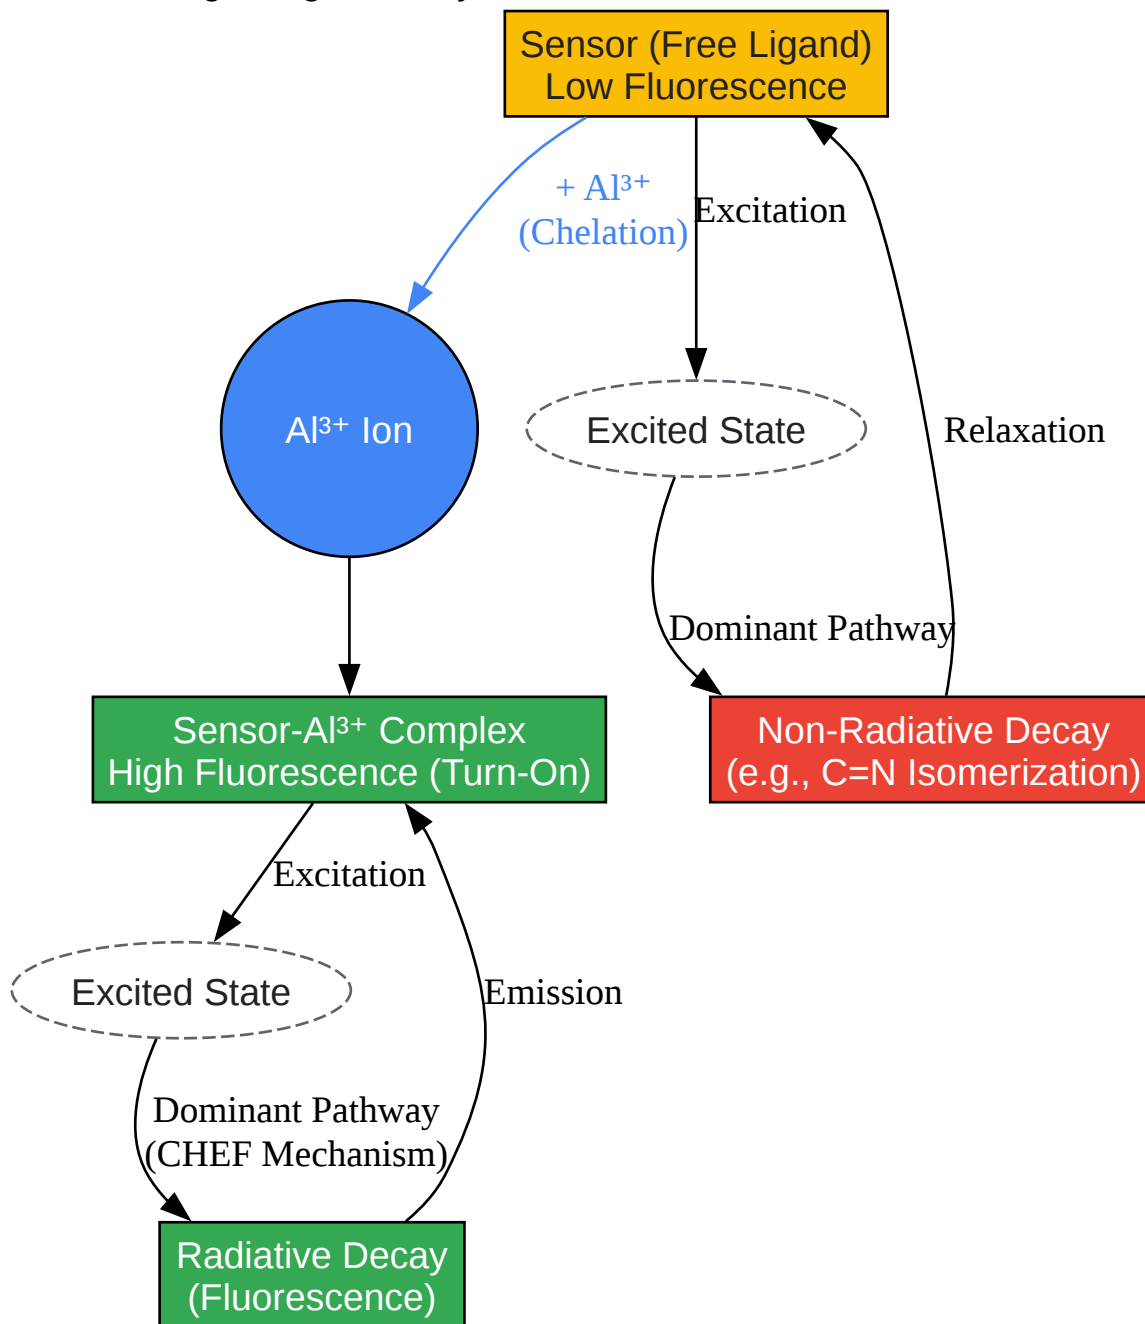 Sensor (Free Ligand)
Low Fluorescence
+ Al³⁺
(Chelation)
Excitation
Al³⁺ Ion
Excited State
Relaxation
Dominant Pathway
Sensor-Al³⁺ Complex
High Fluorescence (Turn-On)
Non-Radiative Decay
(e.g., C=N Isomerization)
Excitation
Excited State
Emission
Dominant Pathway
(CHEF Mechanism)
Radiative Decay
(Fluorescence)